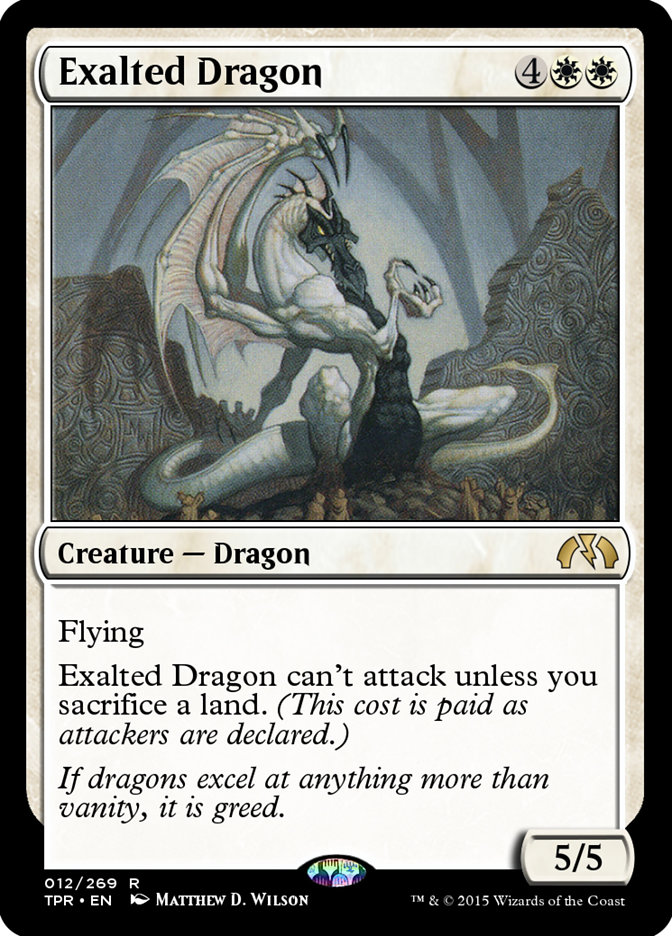 Exalted Dragon 4
Creature — Dragon
Flying
Exalted Dragon can't attack unless you
sacrifice a land. (This cost is paid as
attackers are declared.)
If dragons excel at anything more than
vanity, it is greed.
5/5
012/269 R
TPR • EN Matthew D. Wilson
™ & © 2015 Wizards of the Coast